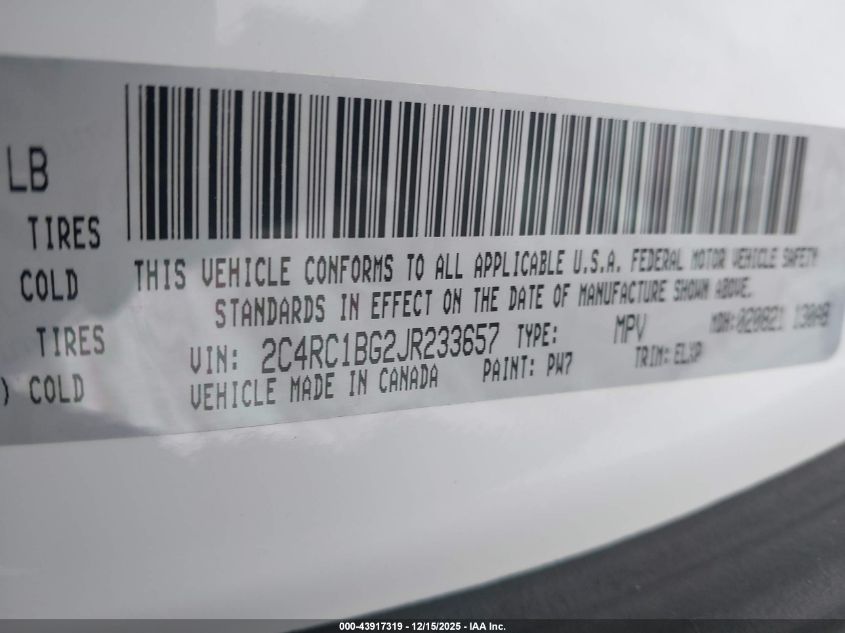 LB
TIRES
COLD
TIRES
) COLD
THIS VEHICLE CONFORMS TO ALL APPLICABLE U.S.A. FEDERAL MOTOR VEHICLE SAFETY
STANDARDS IN EFFECT ON THE DATE OF MANUFACTURE SHOWN ABOVE.
VIN: 2C4RC1BG2JR233657 TYPE: MPV MDH:
VEHICLE MADE IN CANADA PAINT: PW7 TRIM:
000-43917319 - 12/15/2025 - IAA Inc.